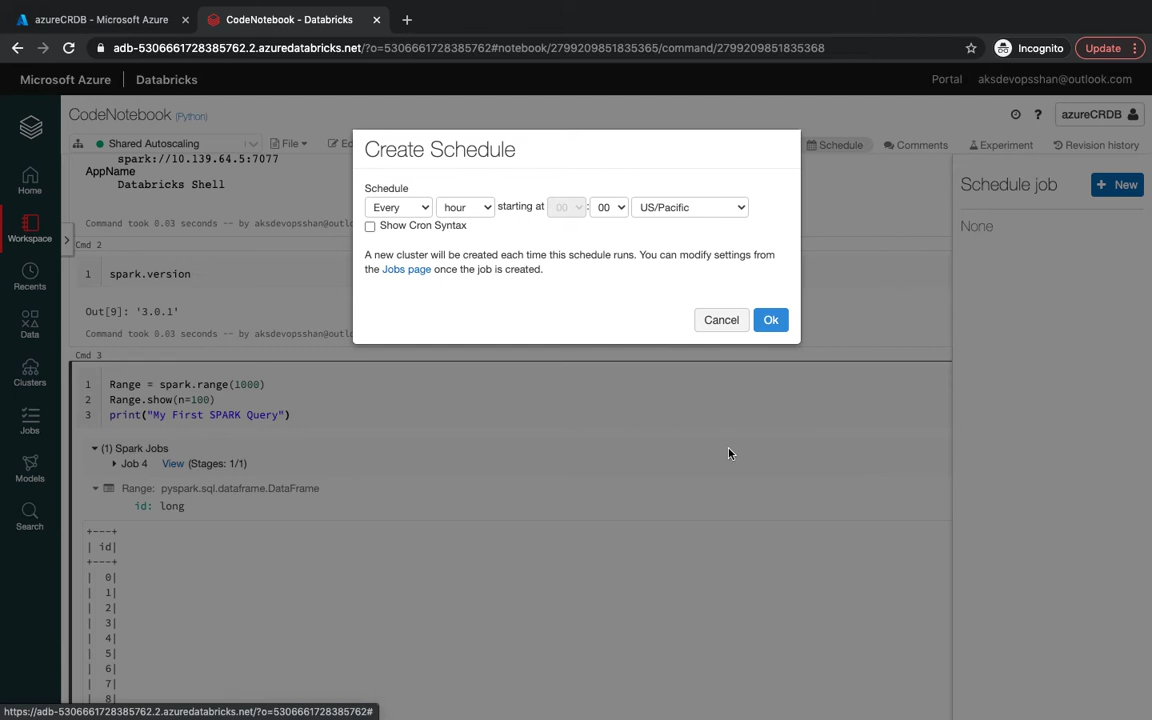 azureCRDB - Microsoft Azure
CodeNotebook - Databricks
adb-5306661728385762.2.azuredatabricks.net/?o=5306661728385762#notebook/2799209851835365/command/2799209851835368
Incognito
Update
Microsoft Azure
Databricks
Portal
aksdevopsshan@outlook.com
CodeNotebook (Python)
azureCRDB
Shared Autoscaling
File
Schedule
Comments
Experiment
Revision history
Home
Workspace
Recents
Data
Clusters
Jobs
Models
Search
spark://10.139.64.5:7077
AppName
Databricks Shell
Command took 0.03 seconds -- by aksdevopsshan@outl
Cmd 2
1 spark.version
Out[9]: '3.0.1'
Command took 0.03 seconds -- by aksdevopsshan@outl
Cmd 3
1 Range = spark.range(1000)
2 Range.show(n=100)
3 print("My First SPARK Query")
(1) Spark Jobs
Job 4 View (Stages: 1/1)
Range: pyspark.sql.dataframe.DataFrame
id: long
+---+
| id|
+---+
| 0|
| 1|
| 2|
| 3|
| 4|
| 5|
| 6|
| 7|
| 8|
Create Schedule
Schedule
Every hour starting at 00 : 00 US/Pacific
Show Cron Syntax
A new cluster will be created each time this schedule runs. You can modify settings from
the Jobs page once the job is created.
Cancel
Ok
Schedule job
+ New
None
https://adb-5306661728385762.2.azuredatabricks.net/?o=5306661728385762#